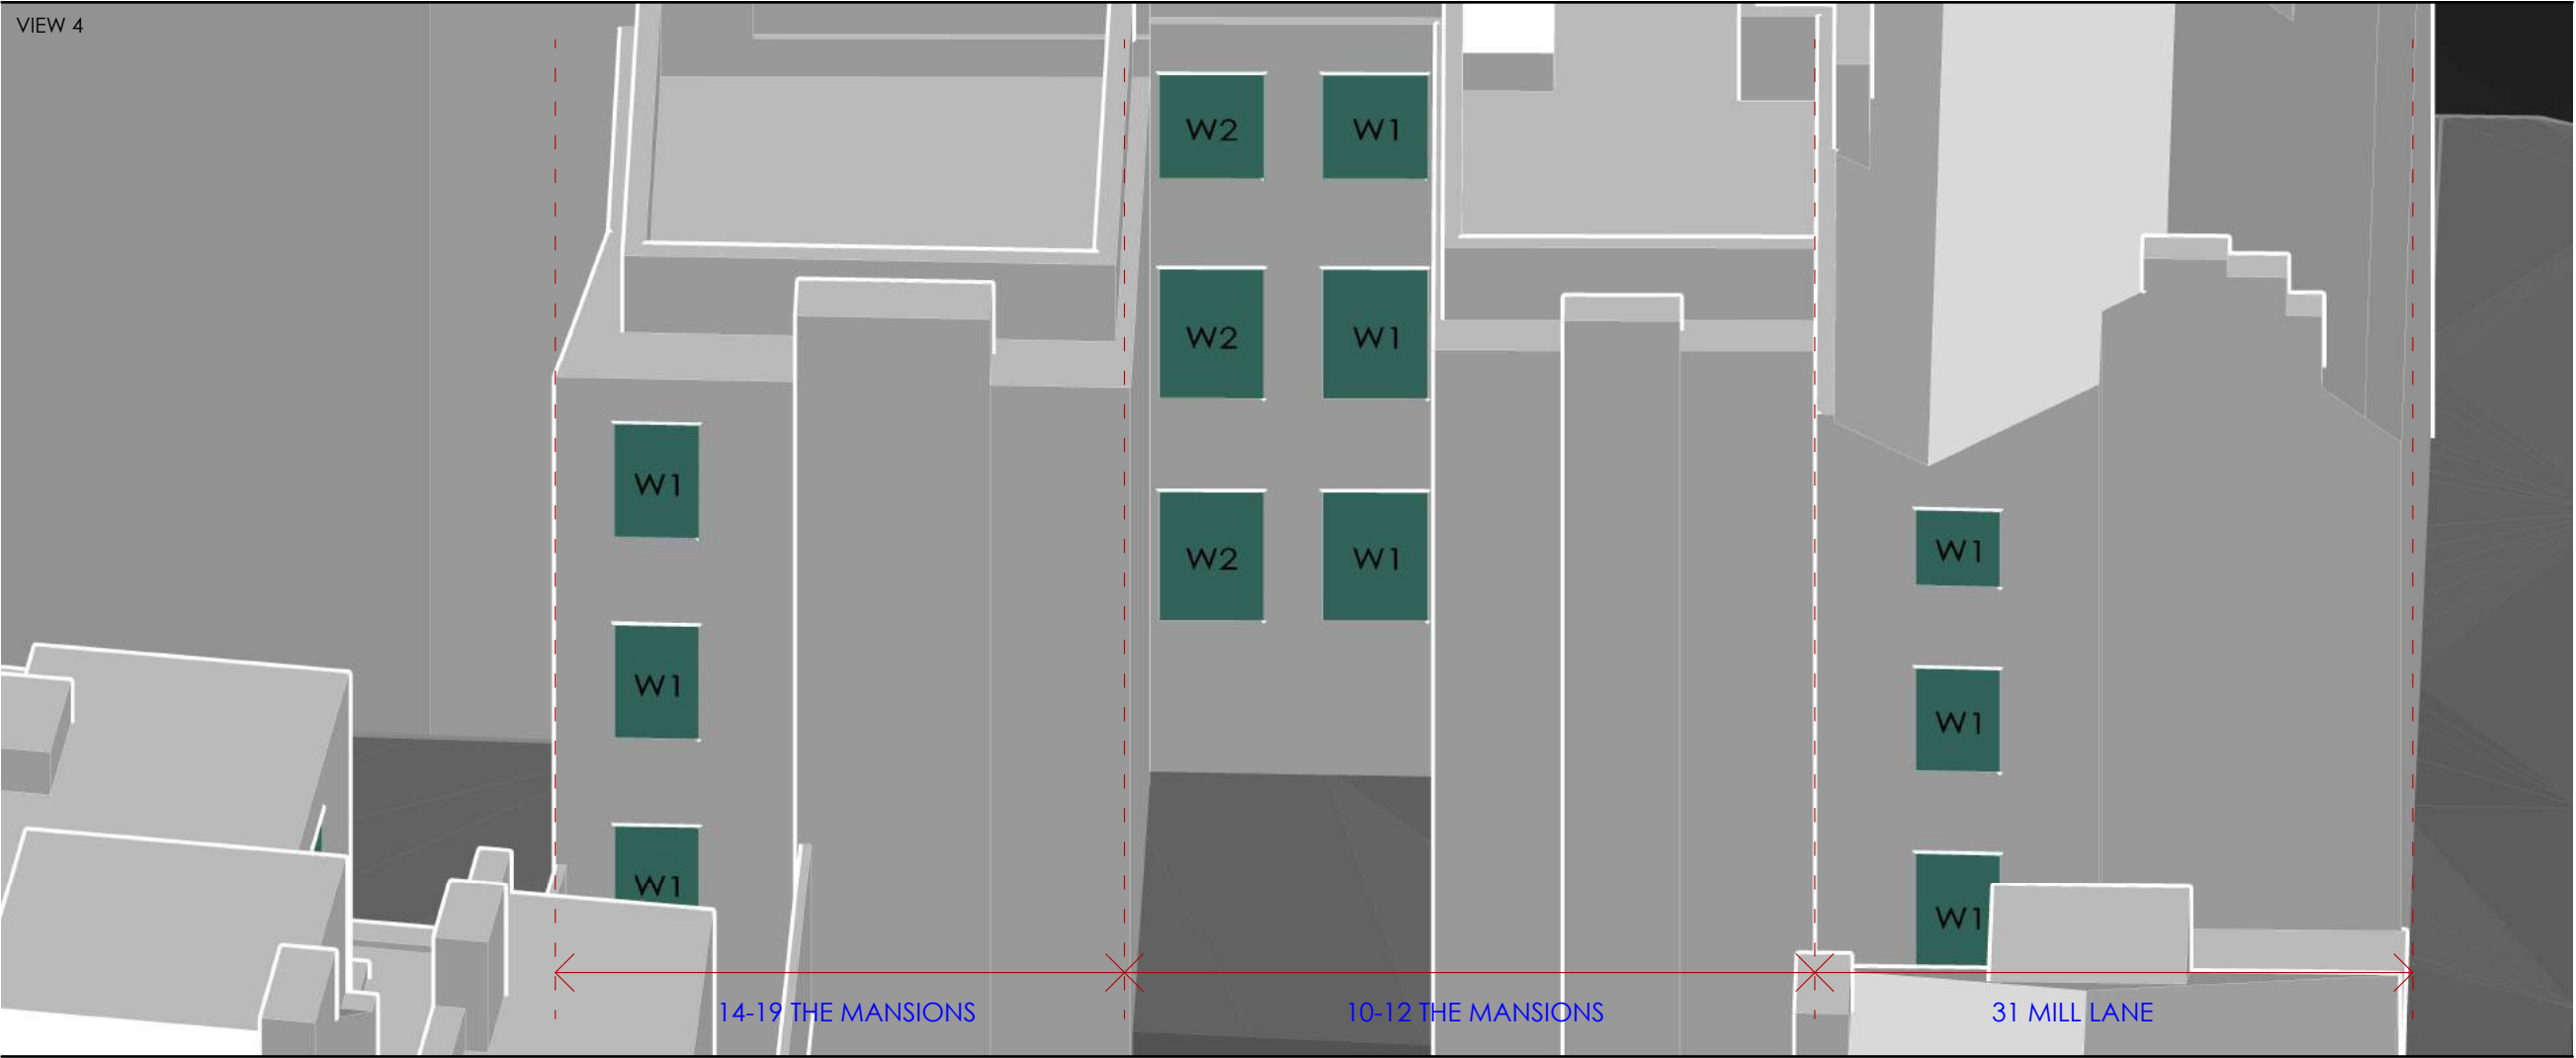 VIEW 4
W2 W1
W2 W1
W1
W2 W1
W1
W1
W1
W1
W1
14-19 THE MANSIONS
10-12 THE MANSIONS
31 MILL LANE